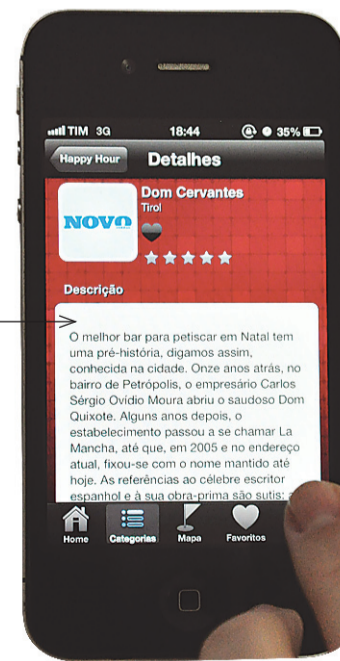 TIM 3G 18:44 35%
Happy Hour Detalhes
NOVO
Dom Cervantes
Tirol
Descrição
O melhor bar para petiscar em Natal tem
uma pré-história, digamos assim,
conhecida na cidade. Onze anos atrás, no
bairro de Petrópolis, o empresário Carlos
Sérgio Ovídio Moura abriu o saudoso Dom
Quixote. Alguns anos depois, o
estabelecimento passou a se chamar La
Mancha, até que, em 2005 e no endereço
atual, fixou-se com o nome mantido até
hoje. As referências ao célebre escritor
espanhol e à sua obra-prima são sutis: a
Home Categorias Mapa Favoritos